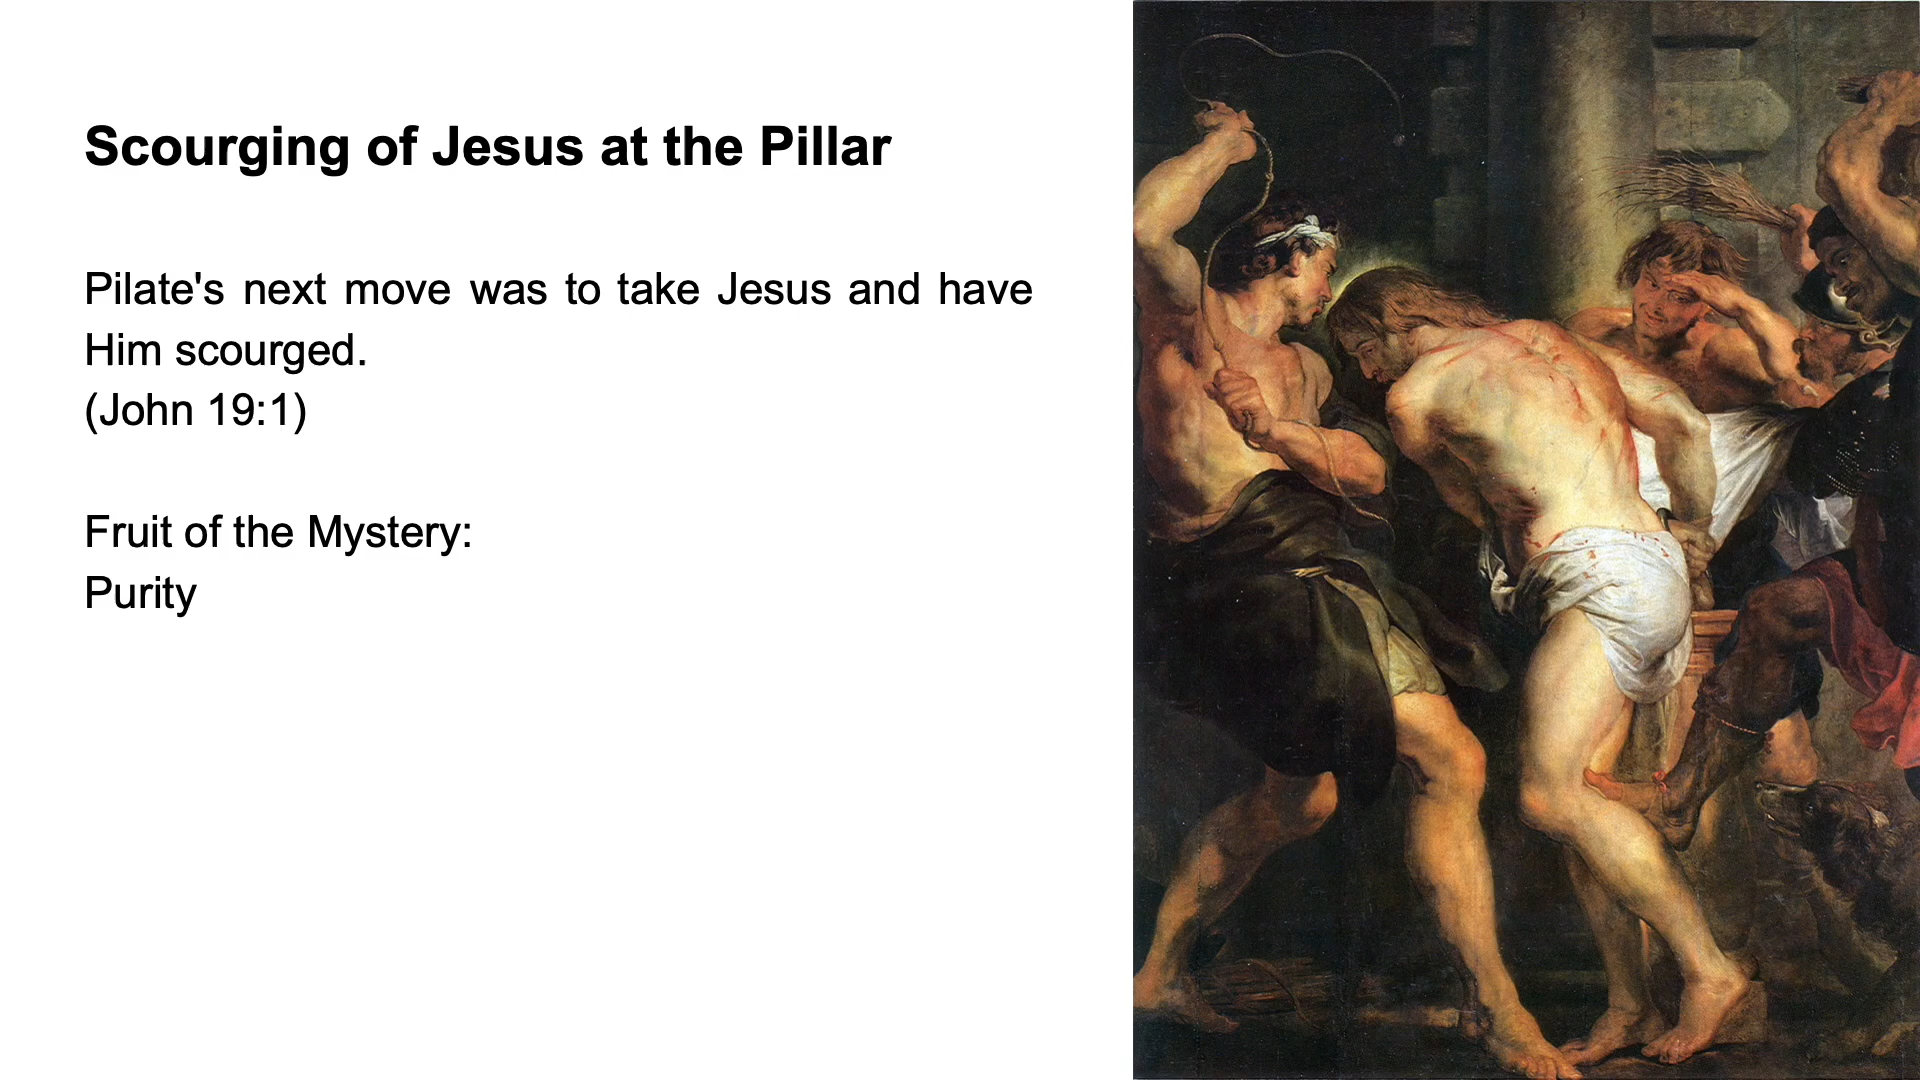 Scourging of Jesus at the Pillar
Pilate's next move was to take Jesus and have
Him scourged.
(John 19:1)
Fruit of the Mystery:
Purity